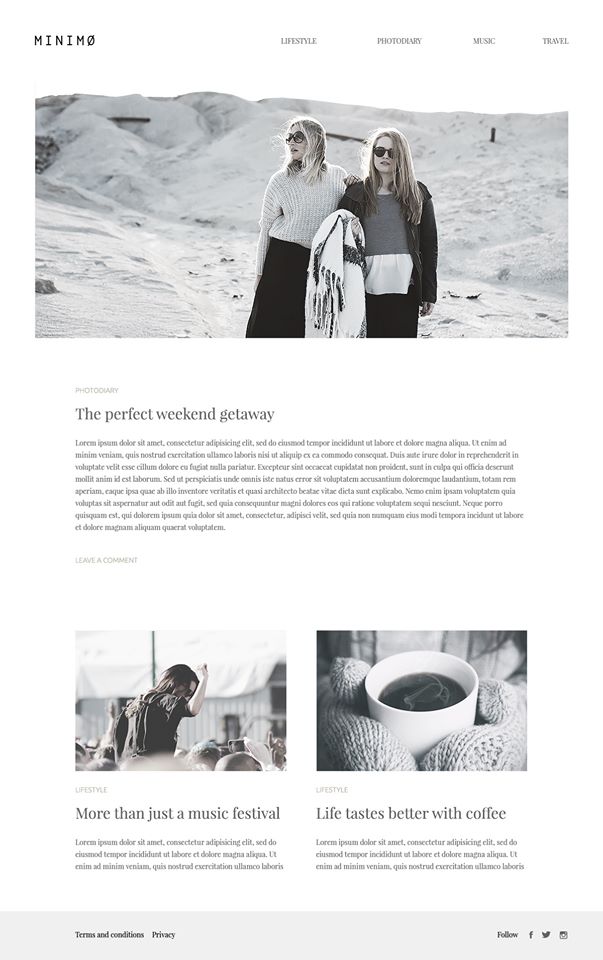 MINIMØ
LIFESTYLE PHOTODIARY MUSIC TRAVEL
PHOTODIARY
The perfect weekend getaway
Lorem ipsum dolor sit amet, consectetur adipisicing elit, sed do eiusmod tempor incididunt ut labore et dolore magna aliqua. Ut enim ad
minim veniam, quis nostrud exercitation ullamco laboris nisi ut aliquip ex ea commodo consequat. Duis aute irure dolor in reprehenderit in
voluptate velit esse cillum dolore eu fugiat nulla pariatur. Excepteur sint occaecat cupidatat non proident, sunt in culpa qui officia deserunt
mollit anim id est laborum. Sed ut perspiciatis unde omnis iste natus error sit voluptatem accusantium doloremque laudantium, totam rem
aperiam, eaque ipsa quae ab illo inventore veritatis et quasi architecto beatae vitae dicta sunt explicabo. Nemo enim ipsam voluptatem quia
voluptas sit aspernatur aut odit aut fugit, sed quia consequuntur magni dolores eos qui ratione voluptatem sequi nesciunt. Neque porro
quisquam est, qui dolorem ipsum quia dolor sit amet, consectetur, adipisci velit, sed quia non numquam eius modi tempora incidunt ut labore
et dolore magnam aliquam quaerat voluptatem.
LEAVE A COMMENT
LIFESTYLE
More than just a music festival
Lorem ipsum dolor sit amet, consectetur adipisicing elit, sed do
eiusmod tempor incididunt ut labore et dolore magna aliqua. Ut
enim ad minim veniam, quis nostrud exercitation ullamco laboris
LIFESTYLE
Life tastes better with coffee
Lorem ipsum dolor sit amet, consectetur adipisicing elit, sed do
eiusmod tempor incididunt ut labore et dolore magna aliqua. Ut
enim ad minim veniam, quis nostrud exercitation ullamco laboris
Terms and conditions Privacy
Follow